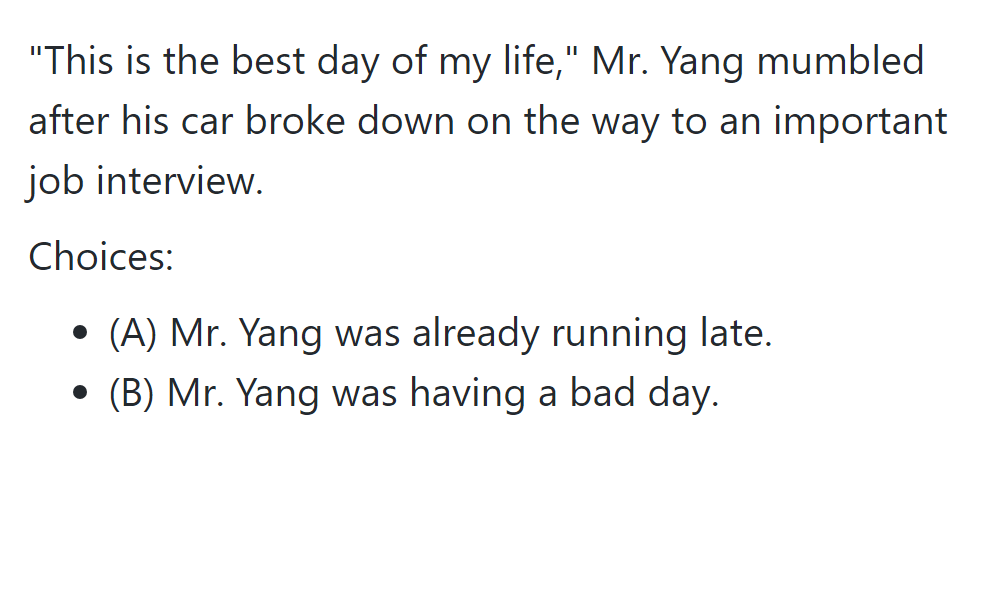 "This is the best day of my life," Mr. Yang mumbled
after his car broke down on the way to an important
job interview.
Choices:
• (A) Mr. Yang was already running late.
• (B) Mr. Yang was having a bad day.